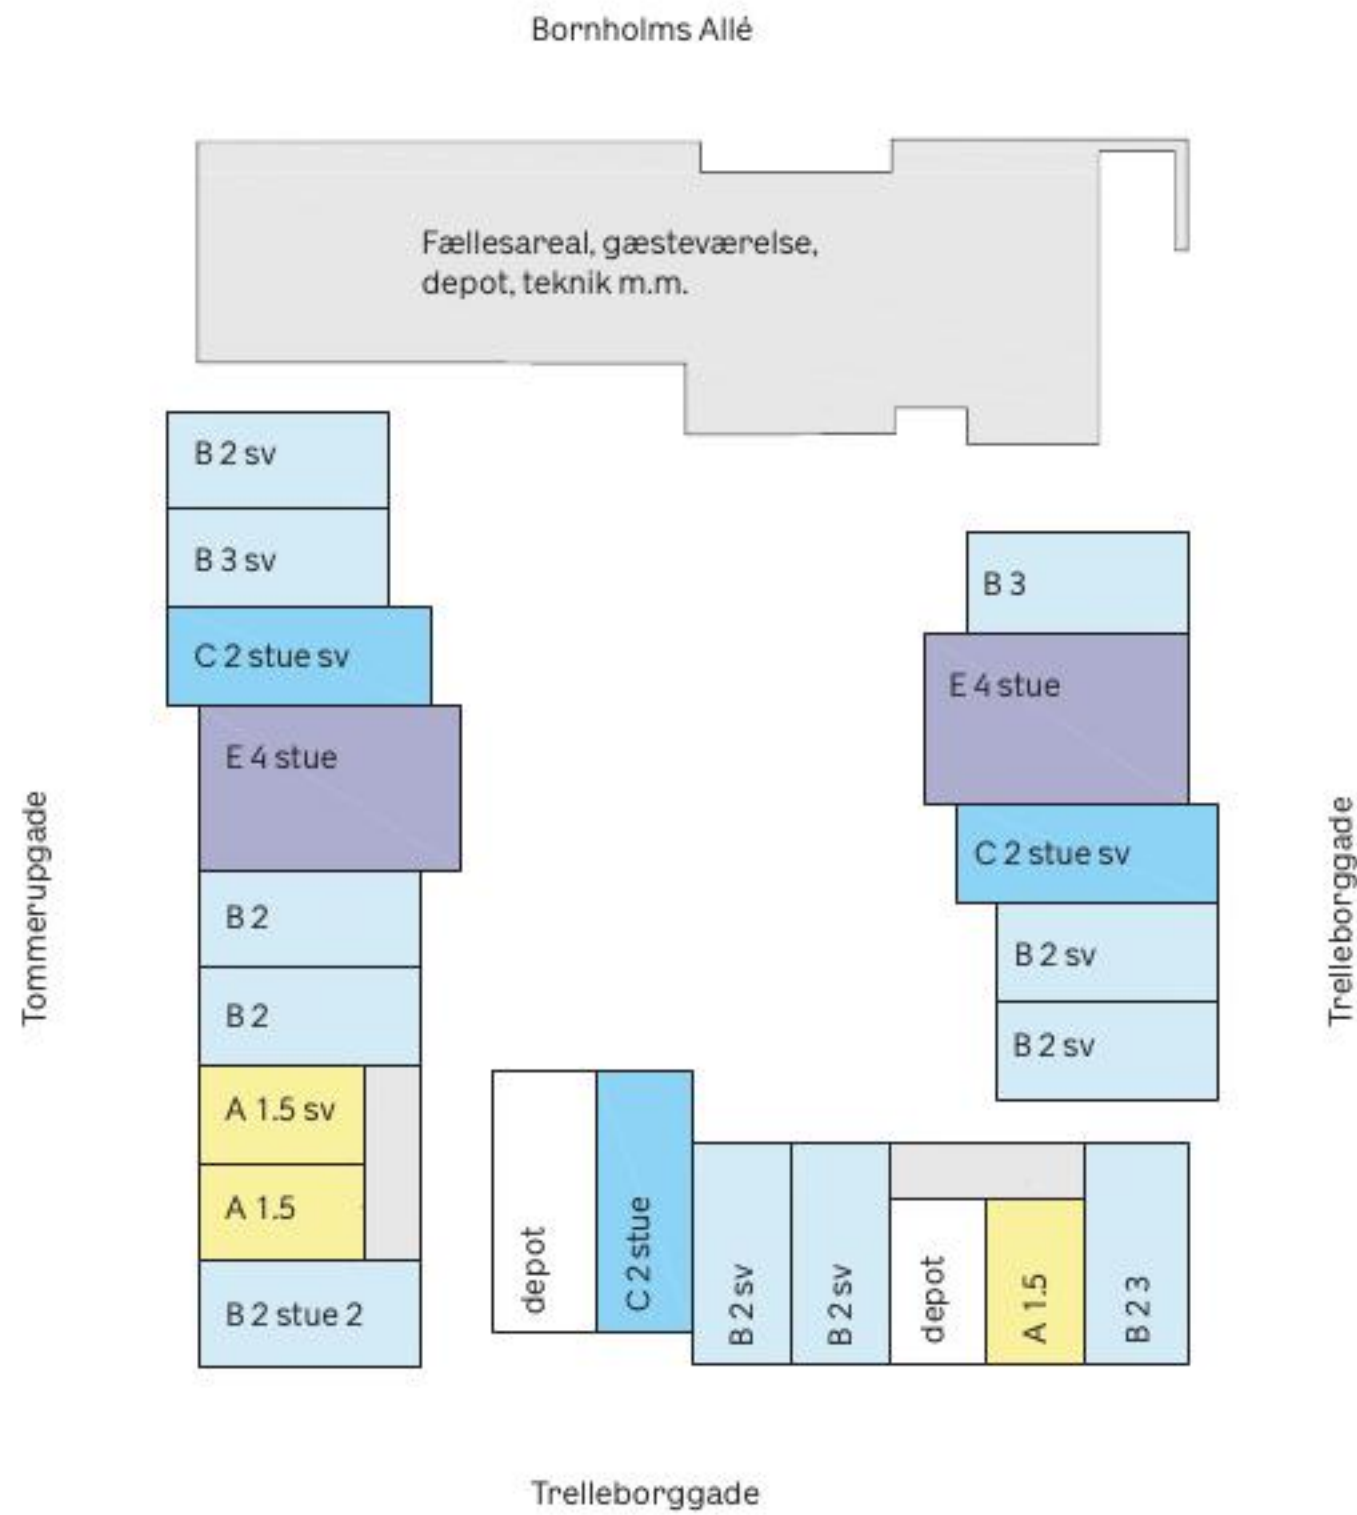 Bornholms Allé
Fællesareal, gæsteværelse,
depot, teknik m.m.
B 2 sv
B 3 sv
C 2 stue sv
E 4 stue
B 2
B 2
A 1.5 sv
A 1.5
B 2 stue 2
Tommerupgade
B 3
E 4 stue
C 2 stue sv
B 2 sv
B 2 sv
Trelleborggade
depot
C 2 stue
B 2 sv
B 2 sv
depot
A 1.5
B 2 3
Trelleborggade